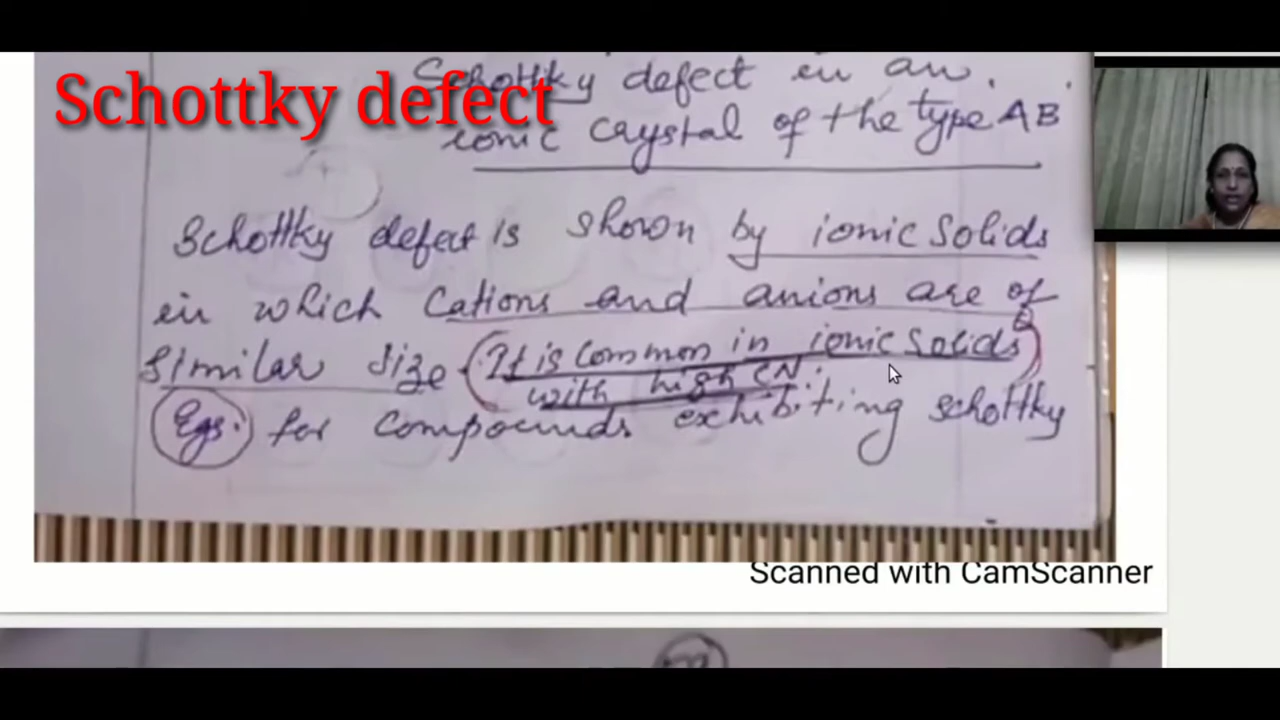 Schottky defect
Schottky defect in an
ionic crystal of the type AB
Schottky defect is shown by ionic solids
in which cations and anions are of
similar size (It is common in ionic solids
with high CN.
Egs. for compounds exhibiting schottky
Scanned with CamScanner